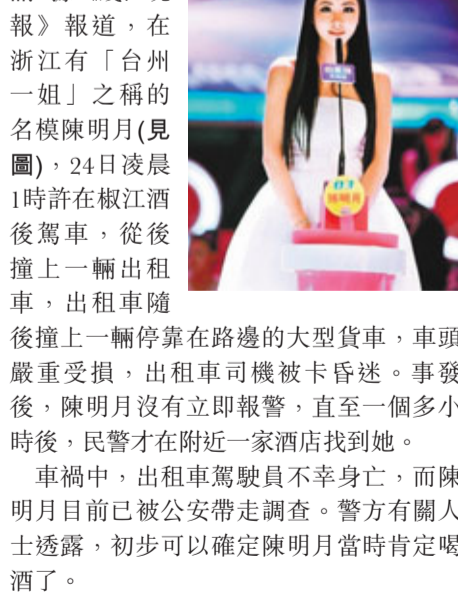 報》報道，在
浙江有「台州
一姐」之稱的
名模陳明月(見
圖)，24日凌晨
1時許在椒江酒
後駕車，從後
撞上一輛出租
車，出租車隨
後撞上一輛停靠在路邊的大型貨車，車頭
嚴重受損，出租車司機被卡昏迷。事發
後，陳明月沒有立即報警，直至一個多小
時後，民警才在附近一家酒店找到她。
車禍中，出租車駕駛員不幸身亡，而陳
明月目前已被公安帶走調查。警方有關人
士透露，初步可以確定陳明月當時肯定喝
酒了。
陳明月